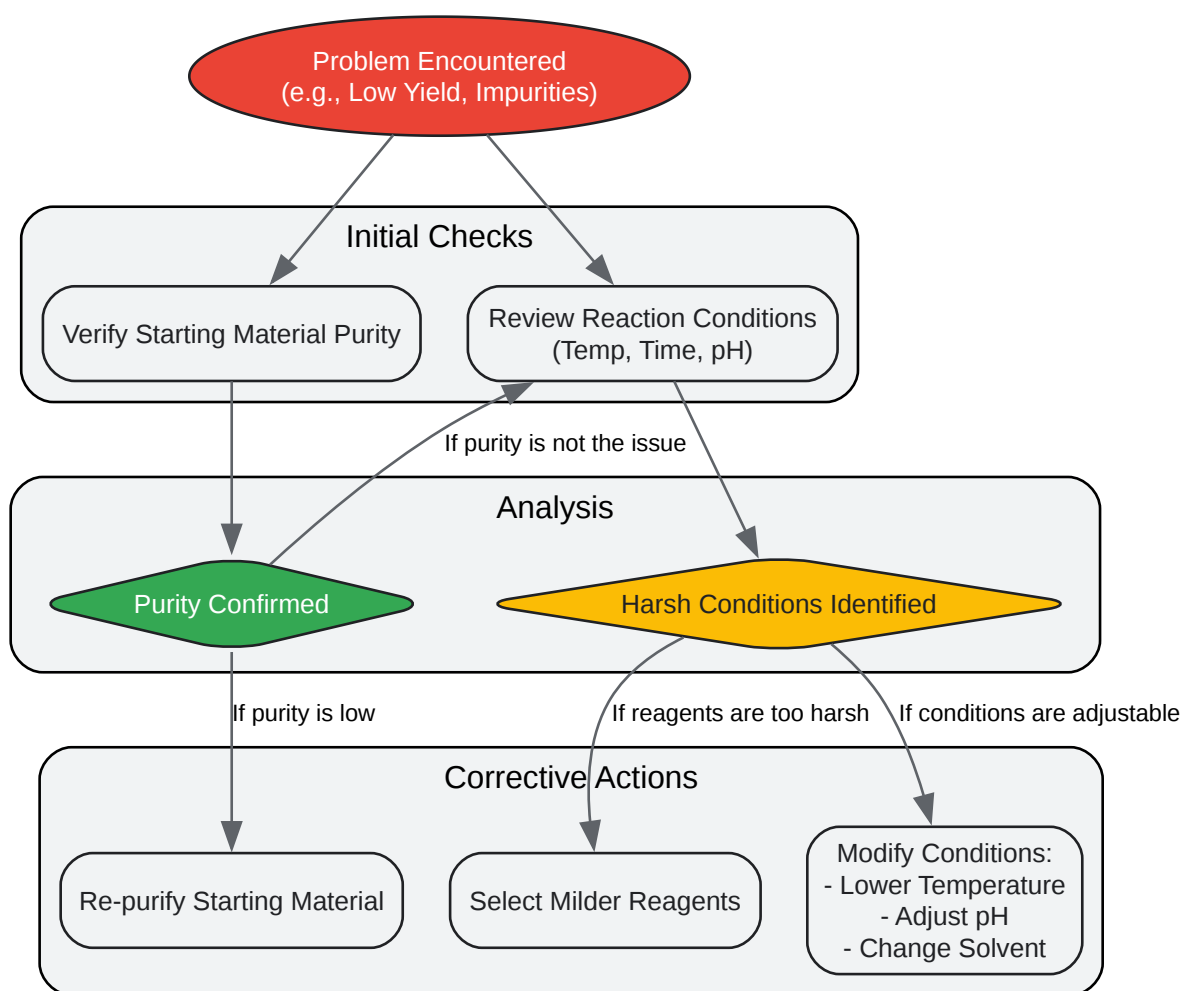 Problem Encountered
(e.g., Low Yield, Impurities)
Initial Checks
Verify Starting Material Purity
Review Reaction Conditions
(Temp, Time, pH)
If purity is not the issue
Analysis
Purity Confirmed
Harsh Conditions Identified
If purity is low
If reagents are too harsh
If conditions are adjustable
Corrective Actions
Re-purify Starting Material
Select Milder Reagents
Modify Conditions:
- Lower Temperature
- Adjust pH
- Change Solvent